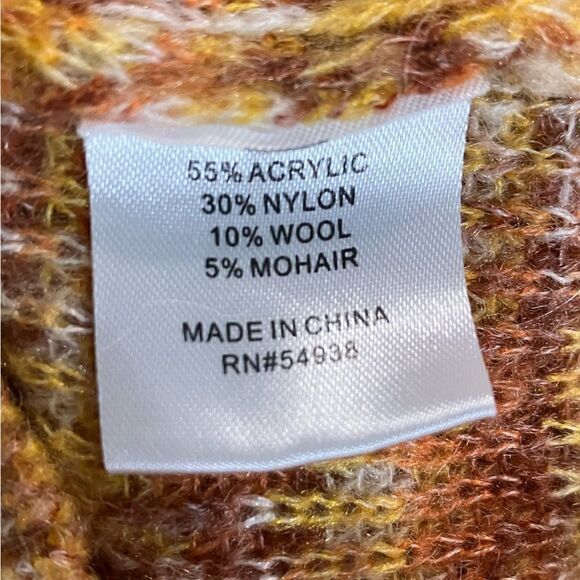 55% ACRYLIC
30% NYLON
10% WOOL
5% MOHAIR
MADE IN CHINA
RN#54938